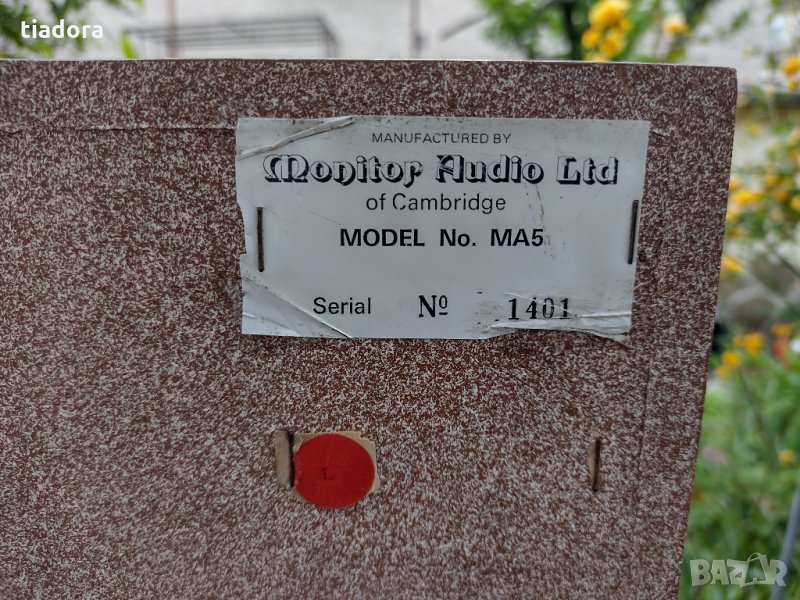 tiadora
MANUFACTURED BY
Monitor Audio Ltd
of Cambridge
MODEL No. MA5
Serial Nº 1401
L
BAZAR